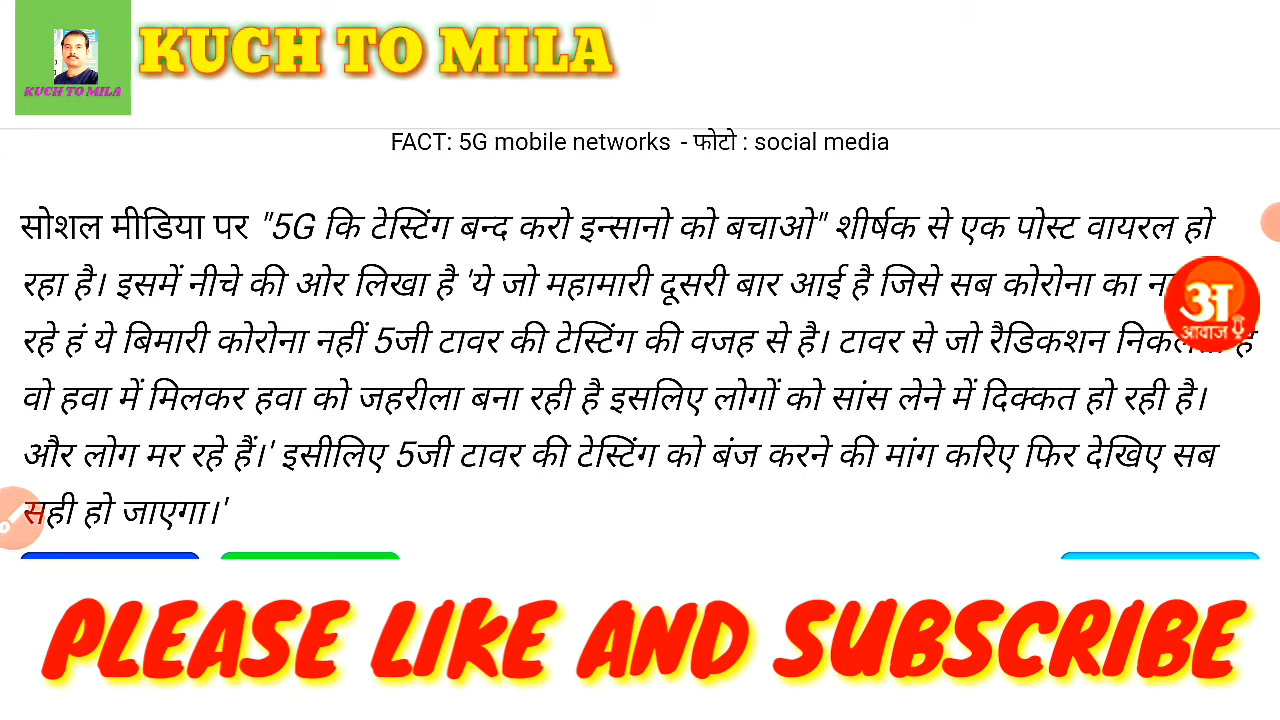 KUCH TO MILA
KUCH TO MILA
FACT: 5G mobile networks - फोटो : social media
सोशल मीडिया पर "5G कि टेस्टिंग बन्द करो इन्सानो को बचाओ" शीर्षक से एक पोस्ट वायरल हो
रहा है। इसमें नीचे की ओर लिखा है 'ये जो महामारी दूसरी बार आई है जिसे सब कोरोना का
रहे हं ये बिमारी कोरोना नहीं 5जी टावर की टेस्टिंग की वजह से है। टावर से जो रैडिकशन
वो हवा में मिलकर हवा को जहरीला बना रही है इसलिए लोगों को सांस लेने में दिक्कत हो रही है।
और लोग मर रहे हैं।' इसीलिए 5जी टावर की टेस्टिंग को बंज करने की मांग करिए फिर देखिए सब
सही हो जाएगा।'
अ
आवाज
PLEASE LIKE AND SUBSCRIBE